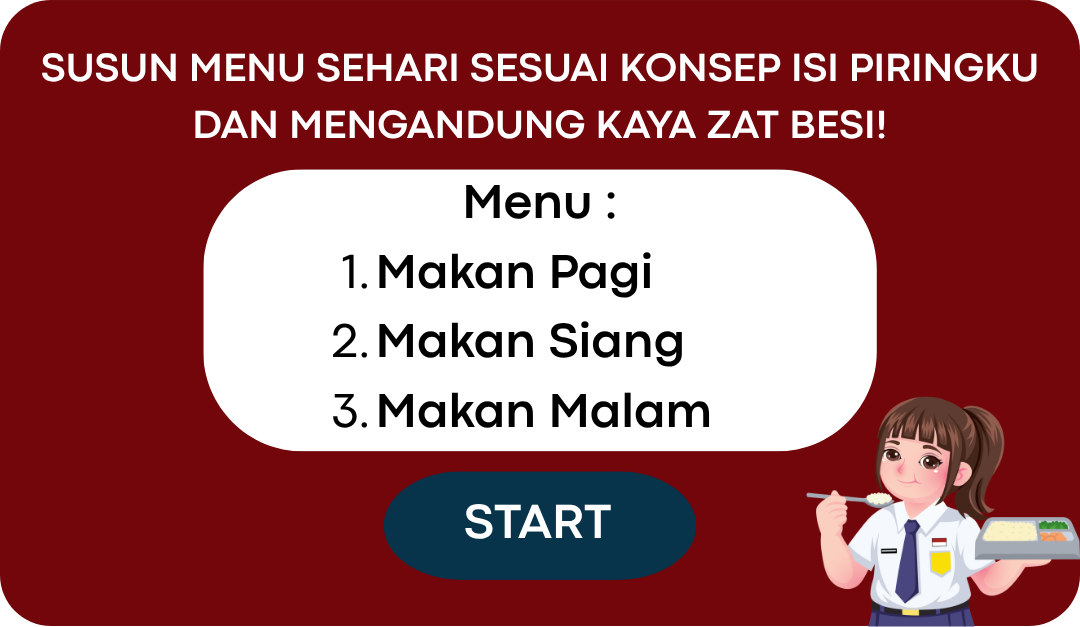 SUSUN MENU SEHARI SESUAI KONSEP ISI PIRINGKU
DAN MENGANDUNG KAYA ZAT BESI!
Menu :
1. Makan Pagi
2. Makan Siang
3. Makan Malam
START